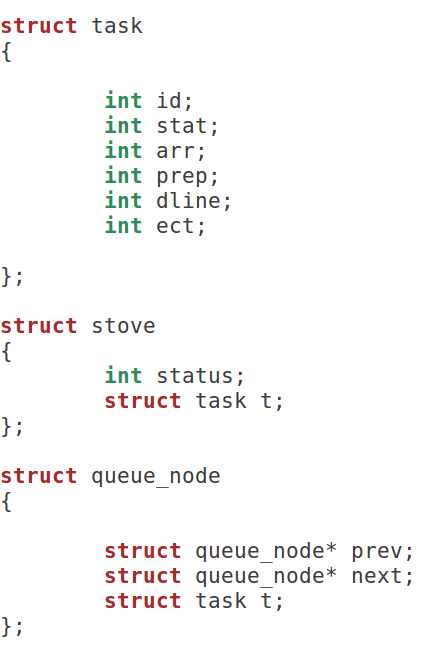 struct task
{
int id;
int stat;
int arr;
int prep;
int dline;
int ect;
};
struct stove
{
int status;
struct task t;
};
struct queue_node
{
struct queue_node* prev;
struct queue_node* next;
struct task t;
};